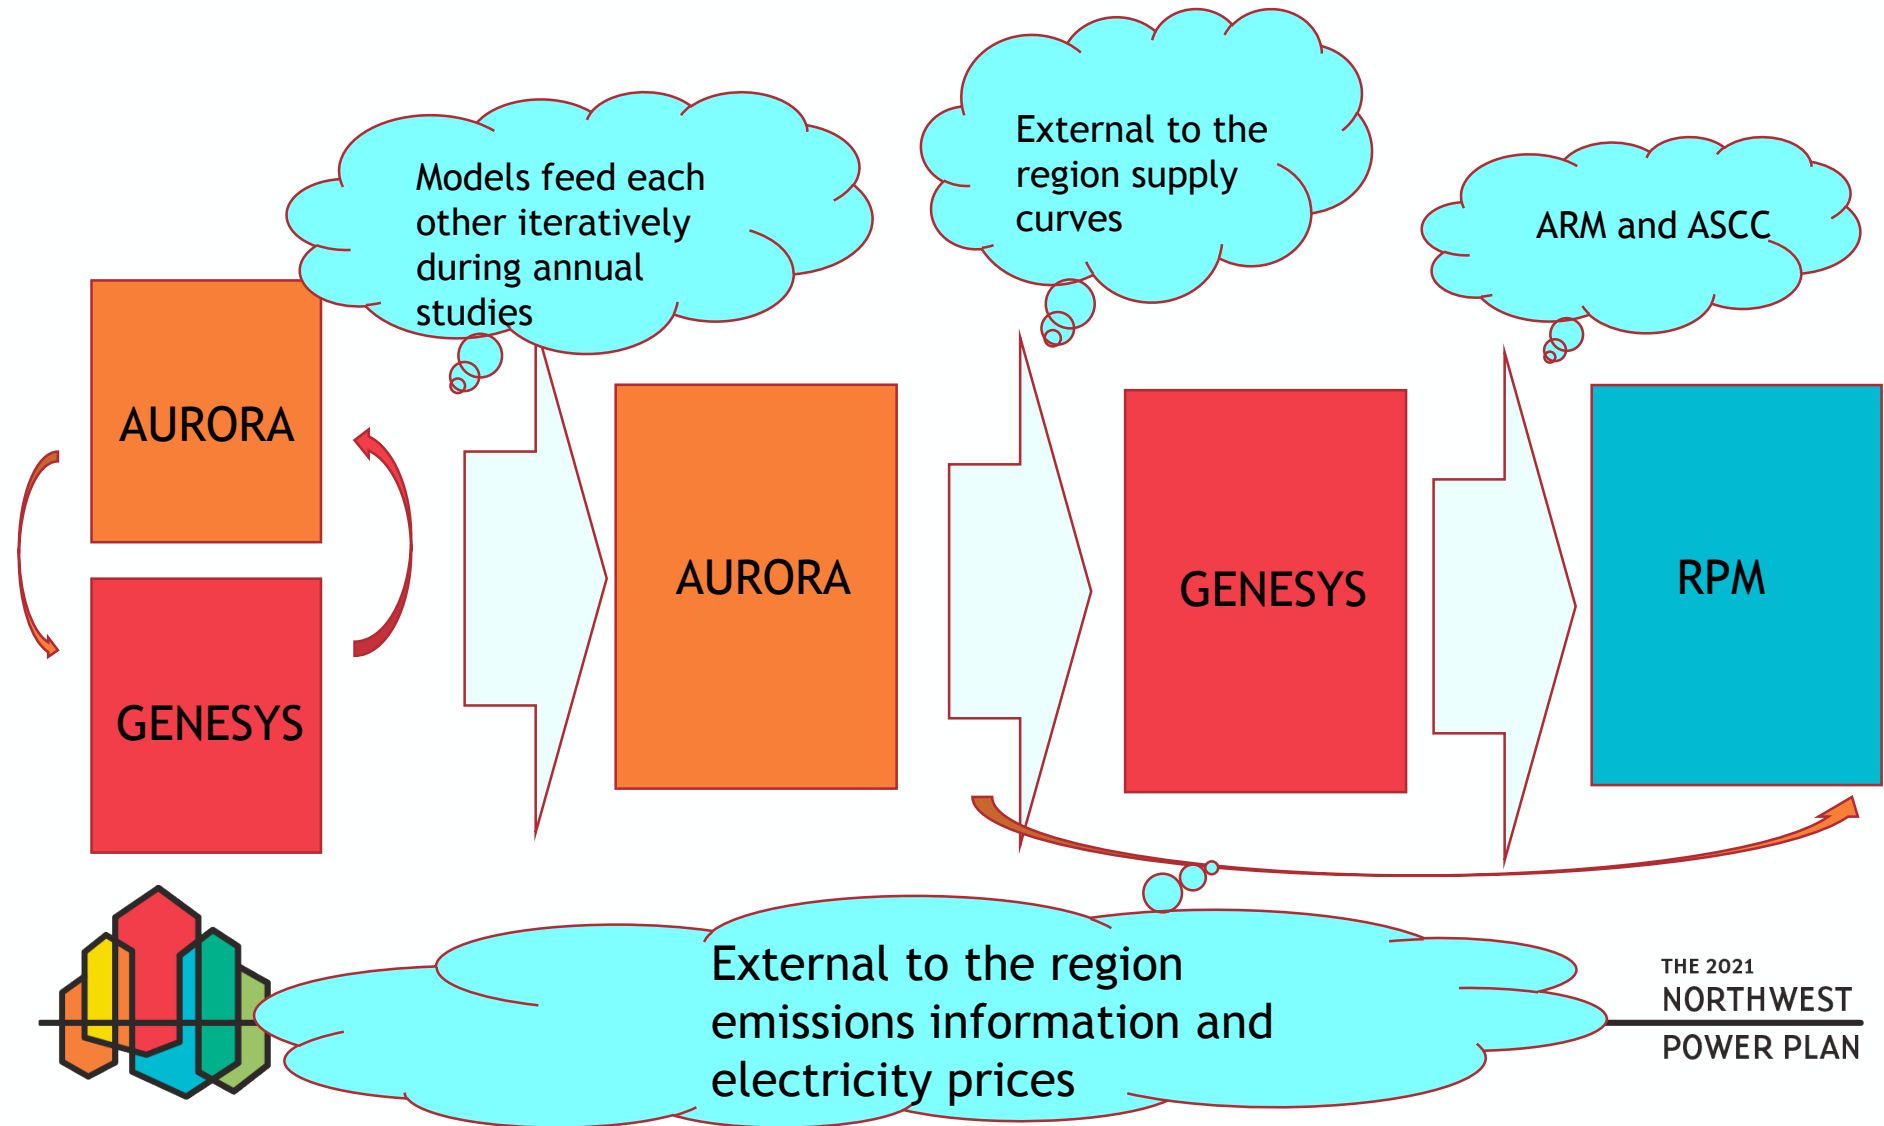 Models feed each
other iteratively
during annual
studies
External to the
region supply
curves
ARM and ASCC
AURORA
GENESYS
AURORA
GENESYS
RPM
External to the region
emissions information and
electricity prices
THE 2021
NORTHWEST
POWER PLAN